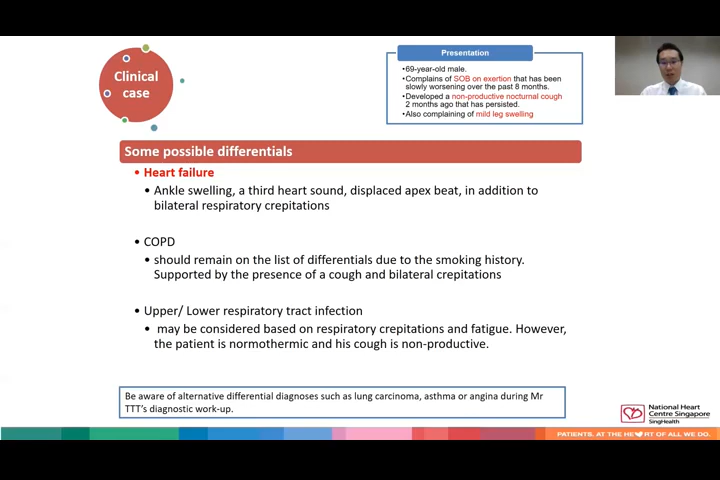 Clinical
case
Presentation
•69-year-old male.
•Complains of SOB on exertion that has been
slowly worsening over the past 8 months.
•Developed a non-productive nocturnal cough
2 months ago that has persisted.
•Also complaining of mild leg swelling
Some possible differentials
• Heart failure
• Ankle swelling, a third heart sound, displaced apex beat, in addition to
bilateral respiratory crepitations
• COPD
• should remain on the list of differentials due to the smoking history.
Supported by the presence of a cough and bilateral crepitations
• Upper/ Lower respiratory tract infection
• may be considered based on respiratory crepitations and fatigue. However,
the patient is normothermic and his cough is non-productive.
Be aware of alternative differential diagnoses such as lung carcinoma, asthma or angina during Mr
TTT's diagnostic work-up.
National Heart
Centre Singapore
SingHealth
PATIENTS. AT THE HE RT OF ALL WE DO.